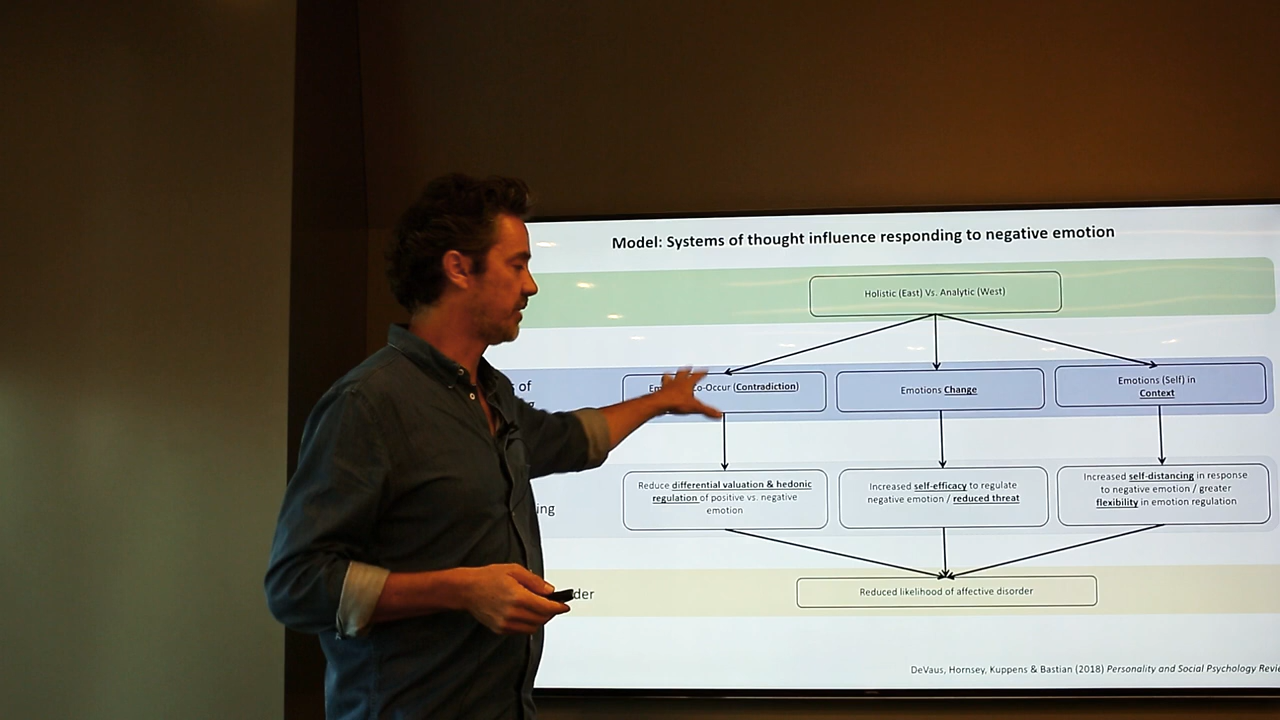 Model: Systems of thought influence responding to negative emotion
Holistic (East) Vs. Analytic (West)
of
Co-Occur (Contradiction)
Emotions Change
Emotions (Self) in
Context
Reduce differential valuation & hedonic
regulation of positive vs. negative
emotion
Increased self-efficacy to regulate
negative emotion / reduced threat
Increased self-distancing in response
to negative emotion / greater
flexibility in emotion regulation
Reduced likelihood of affective disorder
DeVaus, Hornsey, Kuppens & Bastian (2018) Personality and Social Psychology